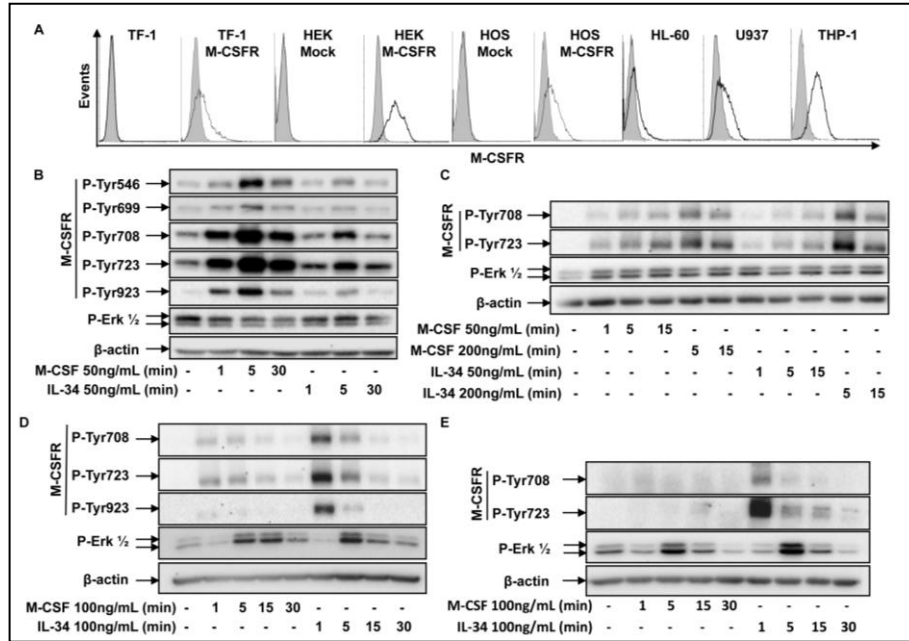 A
TF-1
TF-1 M-CSFR
HEK Mock
HEK M-CSFR
HOS Mock
HOS M-CSFR
HL-60
U937
THP-1
Events
M-CSFR
B
M-CSFR
P-Tyr546
P-Tyr699
P-Tyr708
P-Tyr723
P-Tyr923
P-Erk ½
β-actin
M-CSF 50ng/mL (min) - 1 5 30 - - -
IL-34 50ng/mL (min) - - - - 1 5 30
C
M-CSFR
P-Tyr708
P-Tyr723
P-Erk ½
β-actin
M-CSF 50ng/mL (min) - 1 5 15 - - - - - - -
M-CSF 200ng/mL (min) - - - - 5 15 - - - - -
IL-34 50ng/mL (min) - - - - - - 1 5 15 - -
IL-34 200ng/mL (min) - - - - - - - - - 5 15
D
M-CSFR
P-Tyr708
P-Tyr723
P-Tyr923
P-Erk ½
β-actin
M-CSF 100ng/mL (min) - 1 5 15 30 - - - -
IL-34 100ng/mL (min) - - - - - 1 5 15 30
E
M-CSFR
P-Tyr708
P-Tyr723
P-Erk ½
β-actin
M-CSF 100ng/mL (min) - 1 5 15 30 - - - -
IL-34 100ng/mL (min) - - - - - 1 5 15 30